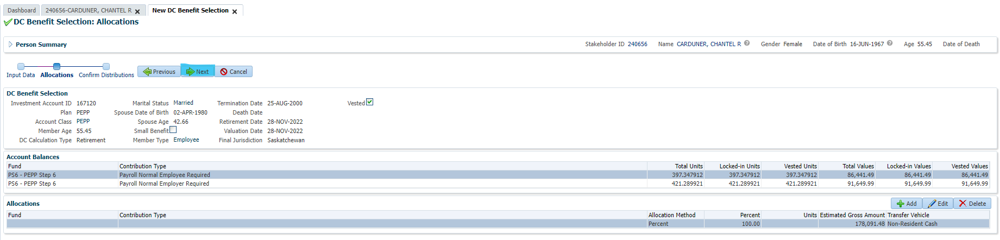 Dashboard 240656-CARDUNER, CHANTEL R New DC Benefit Selection
DC Benefit Selection: Allocations
Person Summary Stakeholder ID 240656 Name CARDUNER, CHANTEL R Gender Female Date of Birth 16-JUN-1967 Age 55.45 Date of Death
Input Data Allocations Confirm Distributions Previous Next Cancel
DC Benefit Selection
Investment Account ID 167120 Marital Status Married Termination Date 25-AUG-2000 Vested
Plan PEPP Spouse Date of Birth 02-APR-1980 Death Date
Account Class PEPP Spouse Age 42.66 Retirement Date 28-NOV-2022
Member Age 55.45 Small Benefit Valuation Date 28-NOV-2022
DC Calculation Type Retirement Member Type Employee Final Jurisdiction Saskatchewan
Account Balances
Fund Contribution Type Total Units Locked-in Units Vested Units Total Values Locked-in Values Vested Values
PS6 - PEPP Step 6 Payroll Normal Employee Required 397.347912 397.347912 397.347912 86,441.49 86,441.49 86,441.49
PS6 - PEPP Step 6 Payroll Normal Employer Required 421.289921 421.289921 421.289921 91,649.99 91,649.99 91,649.99
Allocations Add Edit Delete
Fund Contribution Type Allocation Method Percent Units Estimated Gross Amount Transfer Vehicle
Percent 100.00 178,091.48 Non-Resident Cash